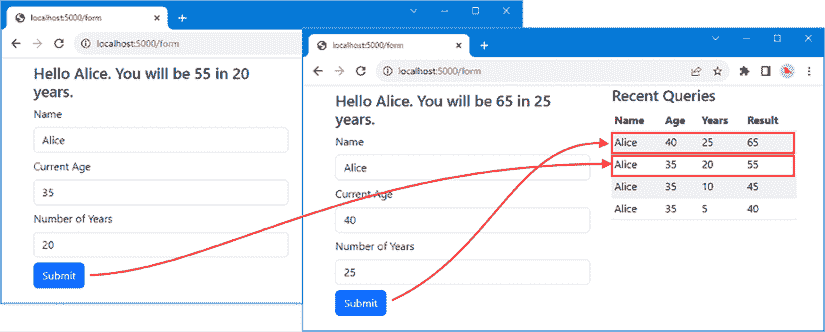 localhost:5000/form
localhost:5000/form
Hello Alice. You will be 55 in 20
years.
Name
Alice
Current Age
35
Number of Years
20
Submit
localhost:5000/form
localhost:5000/form
Hello Alice. You will be 65 in 25
years.
Name
Alice
Current Age
40
Number of Years
25
Submit
Recent Queries
Name Age Years Result
Alice 40 25 65
Alice 35 20 55
Alice 35 10 45
Alice 35 5 40